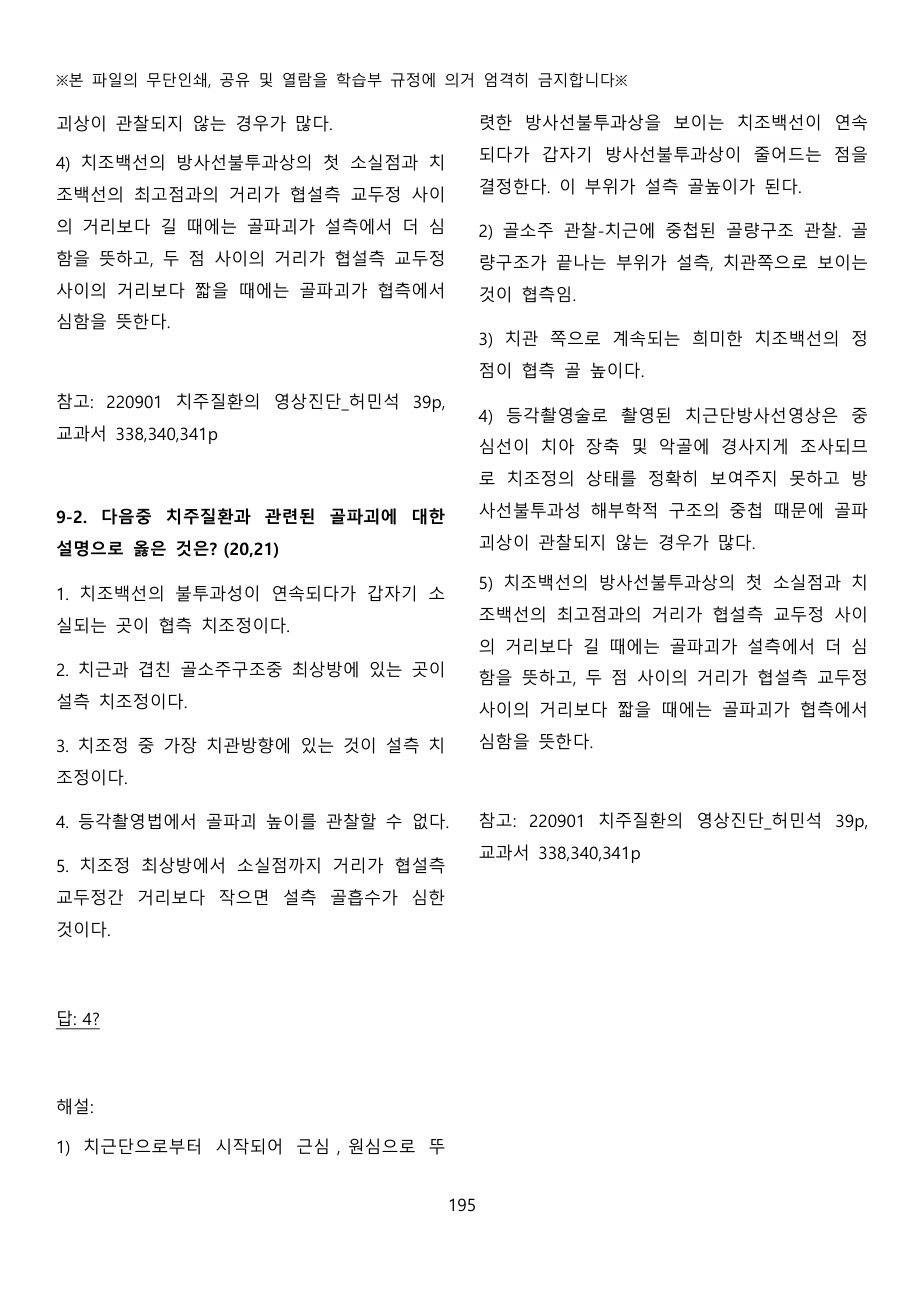 ※본 파일의 무단인쇄, 공유 및 열람을 학습부 규정에 의거 엄격히 금지합니다※
괴상이 관찰되지 않는 경우가 많다.
4) 치조백선의 방사선불투과상의 첫 소실점과 치
조백선의 최고점과의 거리가 협설측 교두정 사이
의 거리보다 길 때에는 골파괴가 설측에서 더 심
함을 뜻하고, 두 점 사이의 거리가 협설측 교두정
사이의 거리보다 짧을 때에는 골파괴가 협측에서
심함을 뜻한다.
참고: 220901 치주질환의 영상진단_허민석 39p,
교과서 338,340,341p
9-2. 다음중 치주질환과 관련된 골파괴에 대한
설명으로 옳은 것은? (20,21)
1. 치조백선의 불투과성이 연속되다가 갑자기 소
실되는 곳이 협측 치조정이다.
2. 치근과 겹친 골소주구조중 최상방에 있는 곳이
설측 치조정이다.
3. 치조정 중 가장 치관방향에 있는 것이 설측 치
조정이다.
4. 등각촬영법에서 골파괴 높이를 관찰할 수 없다.
5. 치조정 최상방에서 소실점까지 거리가 협설측
교두정간 거리보다 작으면 설측 골흡수가 심한
것이다.
답: 4?
해설:
1) 치근단으로부터 시작되어 근심 , 원심으로 뚜
렷한 방사선불투과상을 보이는 치조백선이 연속
되다가 갑자기 방사선불투과상이 줄어드는 점을
결정한다. 이 부위가 설측 골높이가 된다.
2) 골소주 관찰-치근에 중첩된 골량구조 관찰. 골
량구조가 끝나는 부위가 설측, 치관쪽으로 보이는
것이 협측임.
3) 치관 쪽으로 계속되는 희미한 치조백선의 정
점이 협측 골 높이다.
4) 등각촬영술로 촬영된 치근단방사선영상은 중
심선이 치아 장축 및 악골에 경사지게 조사되므
로 치조정의 상태를 정확히 보여주지 못하고 방
사선불투과성 해부학적 구조의 중첩 때문에 골파
괴상이 관찰되지 않는 경우가 많다.
5) 치조백선의 방사선불투과상의 첫 소실점과 치
조백선의 최고점과의 거리가 협설측 교두정 사이
의 거리보다 길 때에는 골파괴가 설측에서 더 심
함을 뜻하고, 두 점 사이의 거리가 협설측 교두정
사이의 거리보다 짧을 때에는 골파괴가 협측에서
심함을 뜻한다.
참고: 220901 치주질환의 영상진단_허민석 39p,
교과서 338,340,341p
195